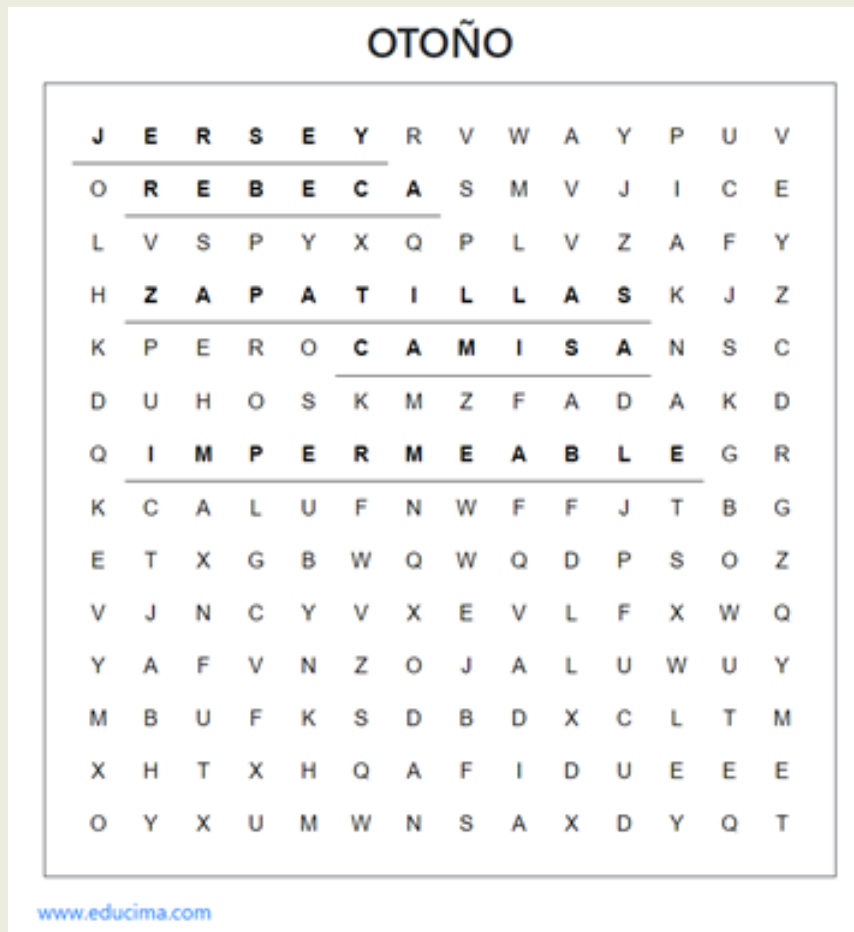 OTOÑO
J E R S E Y R V W A Y P U V
O R E B E C A S M V J I C E
L V S P Y X Q P L V Z A F Y
H Z A P A T I L L A S K J Z
K P E R O C A M I S A N S C
D U H O S K M Z F A D A K D
Q I M P E R M E A B L E G R
K C A L U F N W F F J T B G
E T X G B W Q W Q D P S O Z
V J N C Y V X E V L F X W Q
Y A F V N Z O J A L U W U Y
M B U F K S D B D X C L T M
X H T X H Q A F I D U E E E
O Y X U M W N S A X D Y Q T
www.educima.com